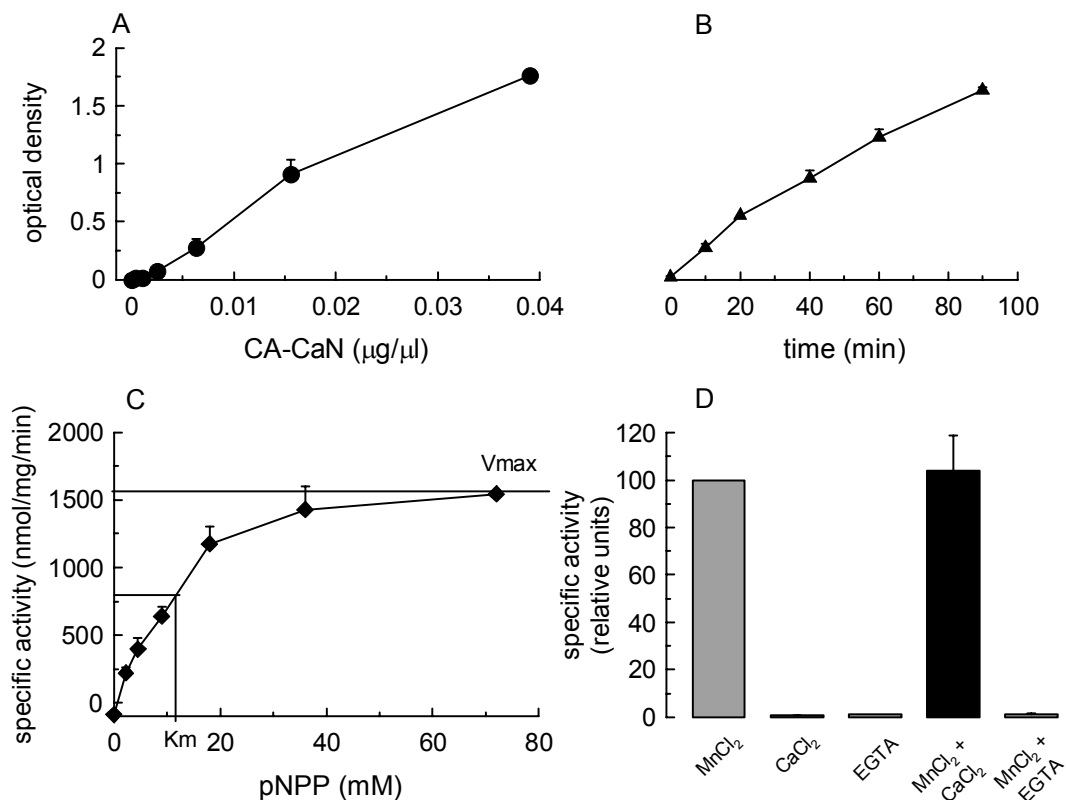 A
2
1.5
1
0.5
0
optical density
0
0.01
0.02
0.03
0.04
CA-CaN (μg/μl)
B
0
20
40
60
80
100
time (min)
C
2000
1500
1000
500
0
specific activity (nmol/mg/min)
Vmax
0
Km
20
40
60
80
pNPP (mM)
D
120
100
80
60
40
20
0
specific activity
(relative units)
MnCl₂
CaCl₂
EGTA
MnCl₂ +
CaCl₂
MnCl₂ +
EGTA